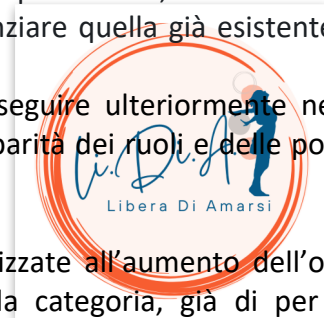 nziare quella già esistente
seguire ulteriormente ne
parità dei ruoli e delle po
Li.Di.A
Libera Di Amarsi
izzate all’aumento dell’o
la categoria, già di per